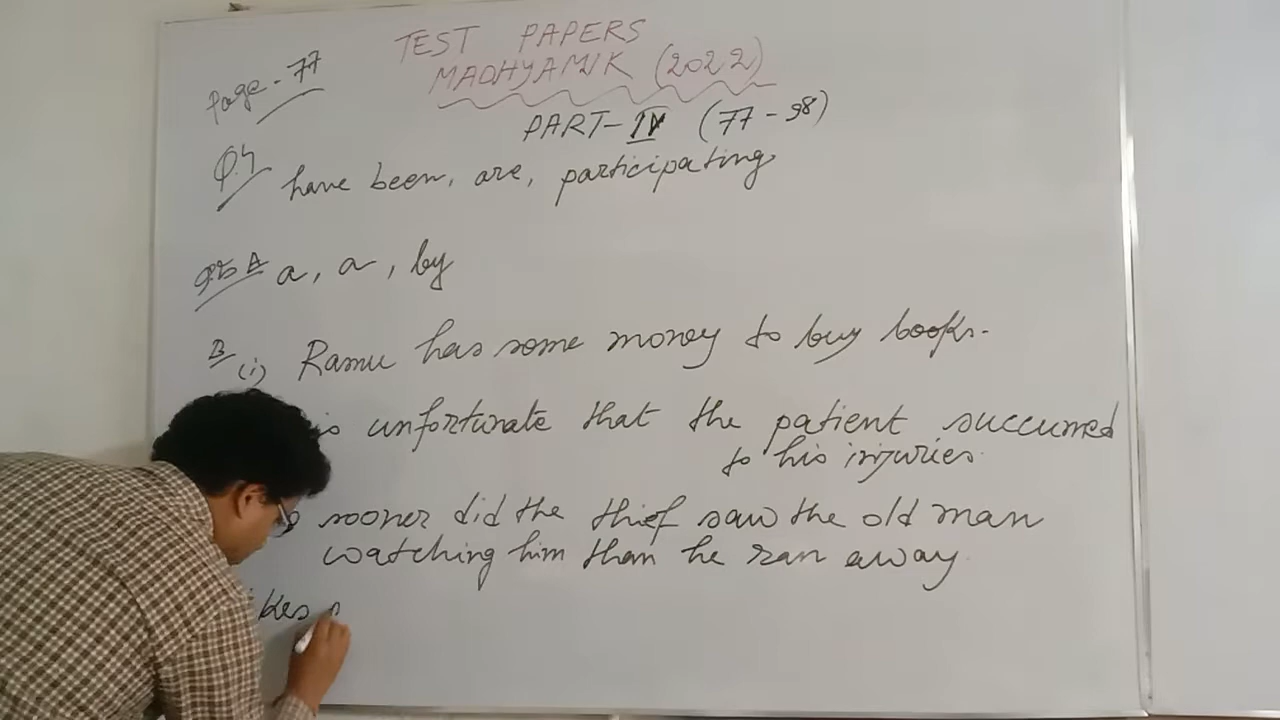 TEST PAPERS
Page-77
MADHYAMIK (2022)
PART-IV (77-98)
Q.4 have been, are, participating
Q.5 A a, a, by
B (i) Ramu has some money to buy books.
is unfortunate that the patient succumed
to his injuries.
sooner did the thief saw the old man
watching him than he ran away.